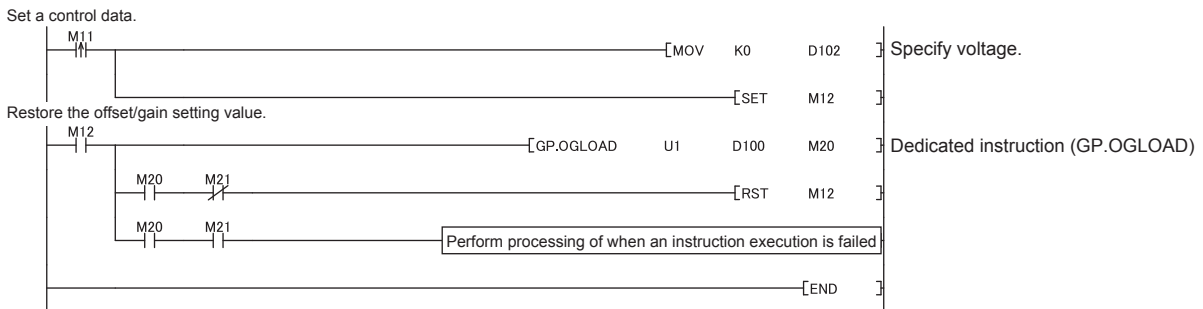 Set a control data.
M11
MOV K0 D102 Specify voltage.
SET M12
Restore the offset/gain setting value.
M12
GP.OGLOAD U1 D100 M20 Dedicated instruction (GP.OGLOAD)
M20 M21
RST M12
M20 M21
Perform processing of when an instruction execution is failed
END